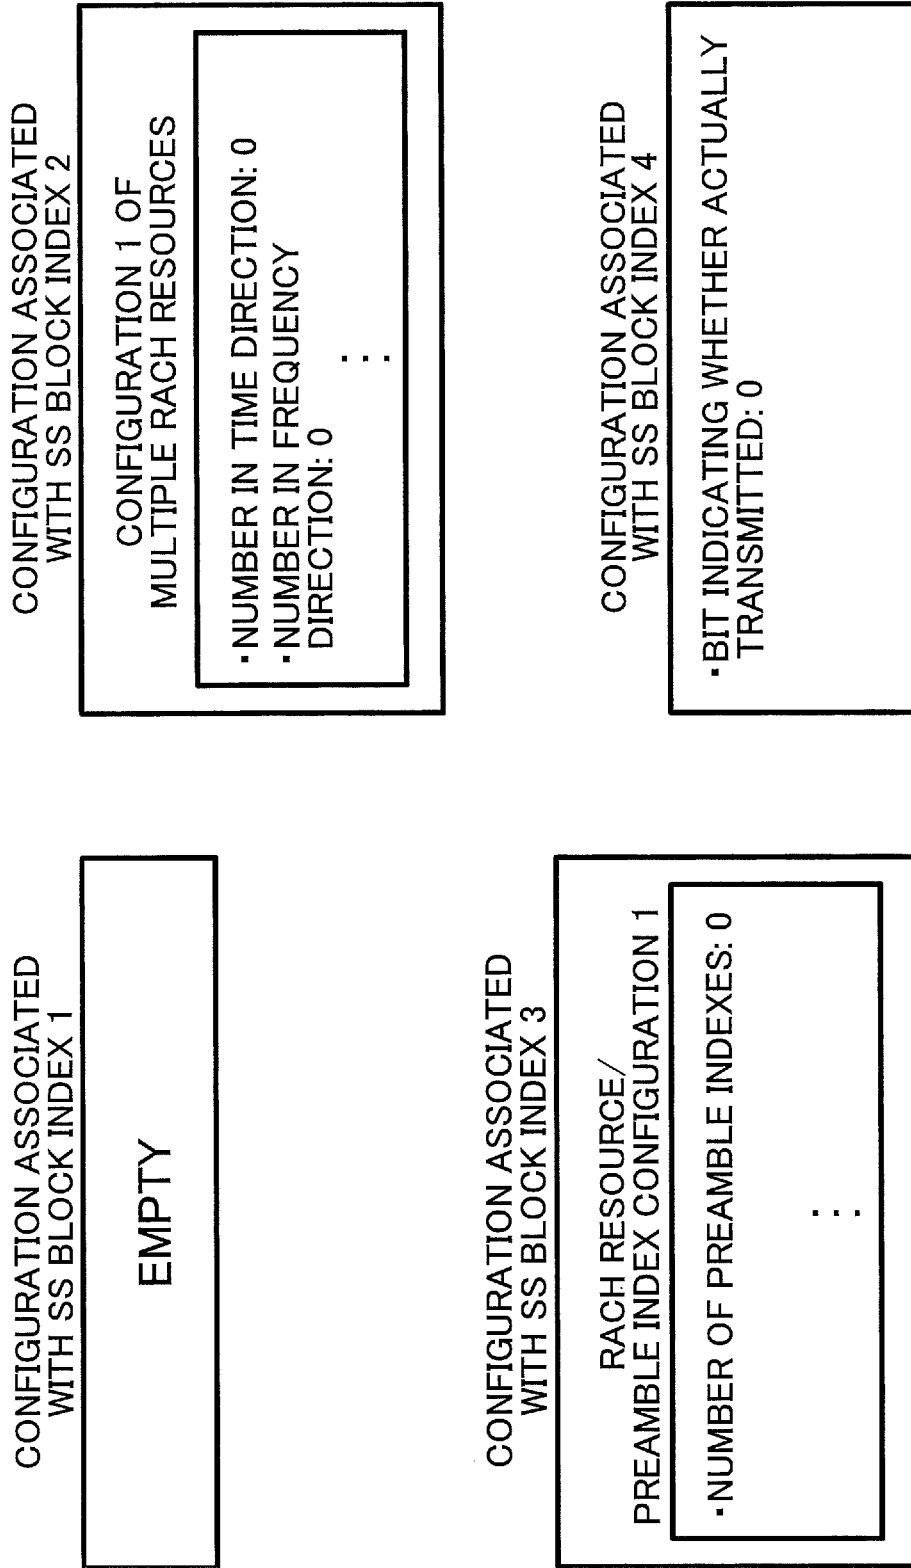 CONFIGURATION ASSOCIATED
WITH SS BLOCK INDEX 1
EMPTY
CONFIGURATION ASSOCIATED
WITH SS BLOCK INDEX 2
CONFIGURATION 1 OF
MULTIPLE RACH RESOURCES
・NUMBER IN TIME DIRECTION: 0
・NUMBER IN FREQUENCY
DIRECTION: 0
...
CONFIGURATION ASSOCIATED
WITH SS BLOCK INDEX 3
RACH RESOURCE/
PREAMBLE INDEX CONFIGURATION 1
・NUMBER OF PREAMBLE INDEXES: 0
...
CONFIGURATION ASSOCIATED
WITH SS BLOCK INDEX 4
・BIT INDICATING WHETHER ACTUALLY
TRANSMITTED: 0